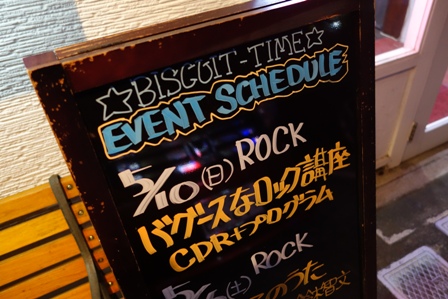 ☆BISCUIT-TIME☆
EVENT SCHEDULE
5/10(日) ROCK
バグースなロック講座
CDR+プログラム
(土) ROCK
のうた